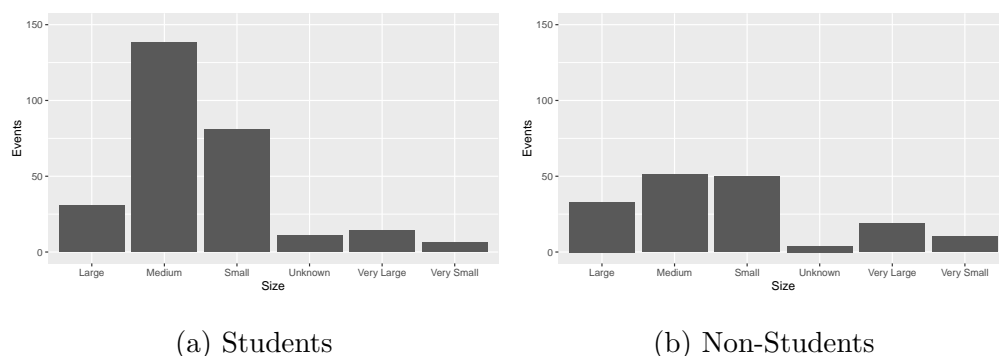 150
100
50
0
Events
Large Medium Small Unknown Very Large Very Small
Size
(a) Students
150
100
50
0
Events
Large Medium Small Unknown Very Large Very Small
Size
(b) Non-Students